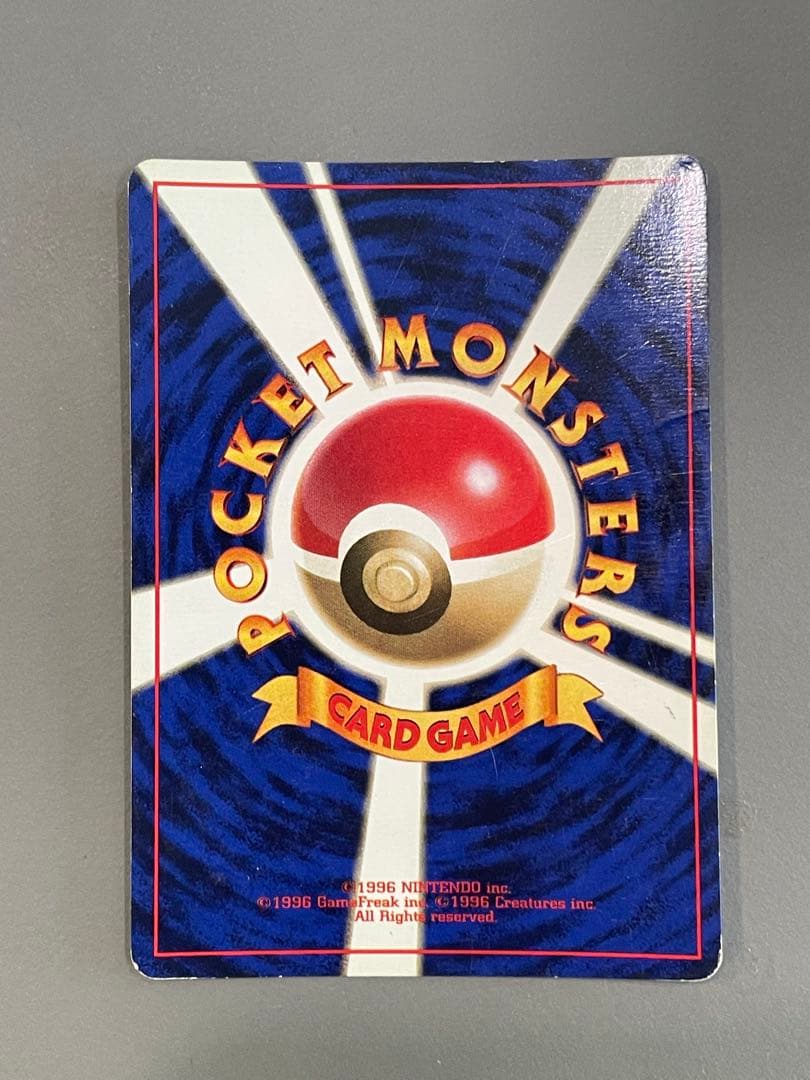 POCKET MONSTERS
CARD GAME
©1996 NINTENDO inc.
©1996 GameFreak inc. ©1996 Creatures inc.
All Rights reserved.